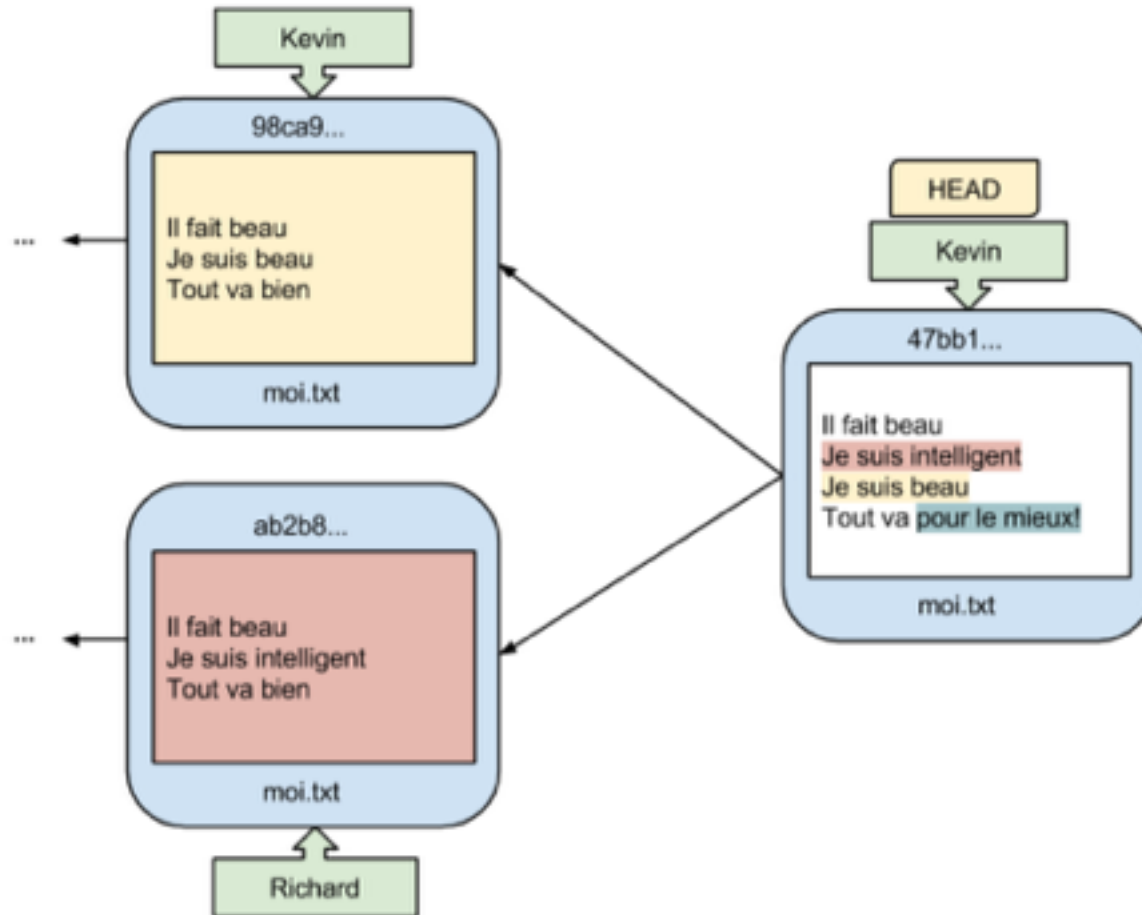 Kevin
98ca9...
Il fait beau
Je suis beau
Tout va bien
moi.txt
...
ab2b8...
Il fait beau
Je suis intelligent
Tout va bien
moi.txt
...
Richard
HEAD
Kevin
47bb1...
Il fait beau
Je suis intelligent
Je suis beau
Tout va pour le mieux!
moi.txt